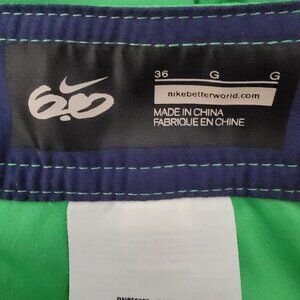 6.0
36 G G
nikebetterworld.com
MADE IN CHINA
FABRIQUE EN CHINE